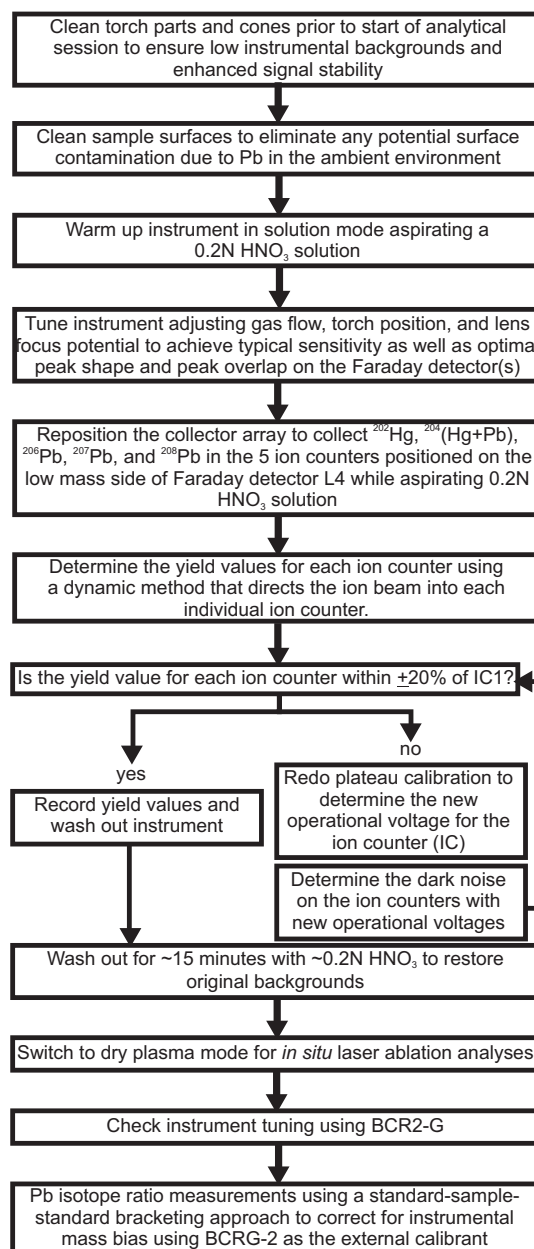 Clean torch parts and cones prior to start of analytical
session to ensure low instrumental backgrounds and
enhanced signal stability
Clean sample surfaces to eliminate any potential surface
contamination due to Pb in the ambient environment
Warm up instrument in solution mode aspirating a
0.2N HNO₃ solution
Tune instrument adjusting gas flow, torch position, and lens
focus potential to achieve typical sensitivity as well as optima
peak shape and peak overlap on the Faraday detector(s)
Reposition the collector array to collect ²⁰²Hg, ²⁰⁴(Hg+Pb),
²⁰⁶Pb, ²⁰⁷Pb, and ²⁰⁸Pb in the 5 ion counters positioned on the
low mass side of Faraday detector L4 while aspirating 0.2N
HNO₃ solution
Determine the yield values for each ion counter using
a dynamic method that directs the ion beam into each
individual ion counter.
Is the yield value for each ion counter within ±20% of IC1?
yes
no
Record yield values and
wash out instrument
Redo plateau calibration to
determine the new
operational voltage for the
ion counter (IC)
Determine the dark noise
on the ion counters with
new operational voltages
Wash out for ~15 minutes with ~0.2N HNO₃ to restore
original backgrounds
Switch to dry plasma mode for in situ laser ablation analyses
Check instrument tuning using BCR2-G
Pb isotope ratio measurements using a standard-sample-
standard bracketing approach to correct for instrumental
mass bias using BCRG-2 as the external calibrant